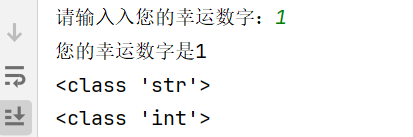 请输入入您的幸运数字：1
您的幸运数字是1
<class 'str'>
<class 'int'>